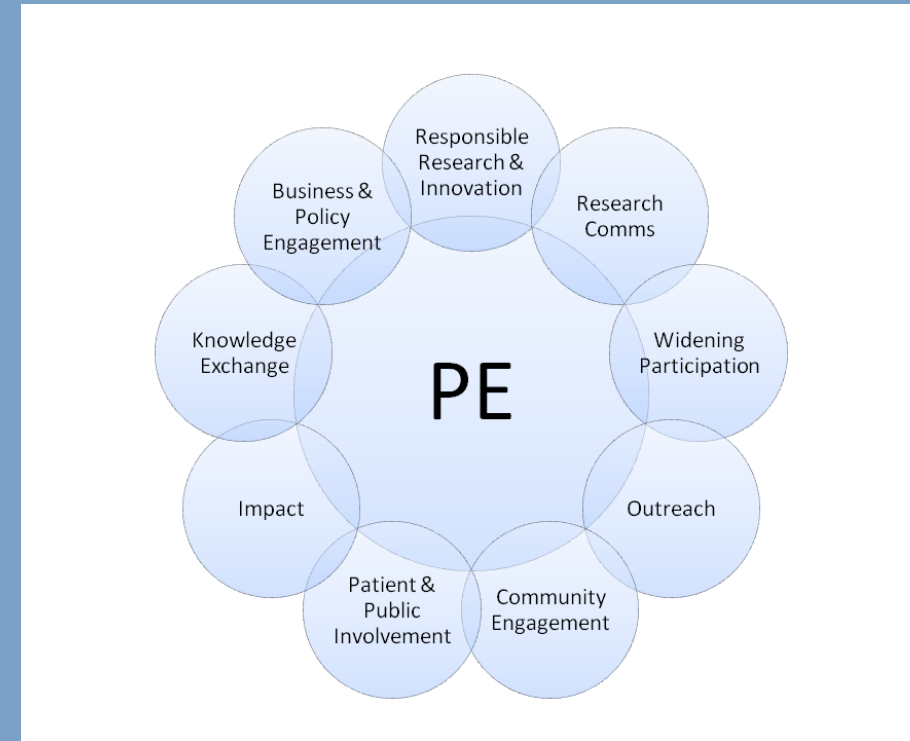 Responsible
Research &
Innovation
Research
Comms
Widening
Participation
Outreach
Community
Engagement
Patient &
Public
Involvement
Impact
Knowledge
Exchange
Business &
Policy
Engagement
PE